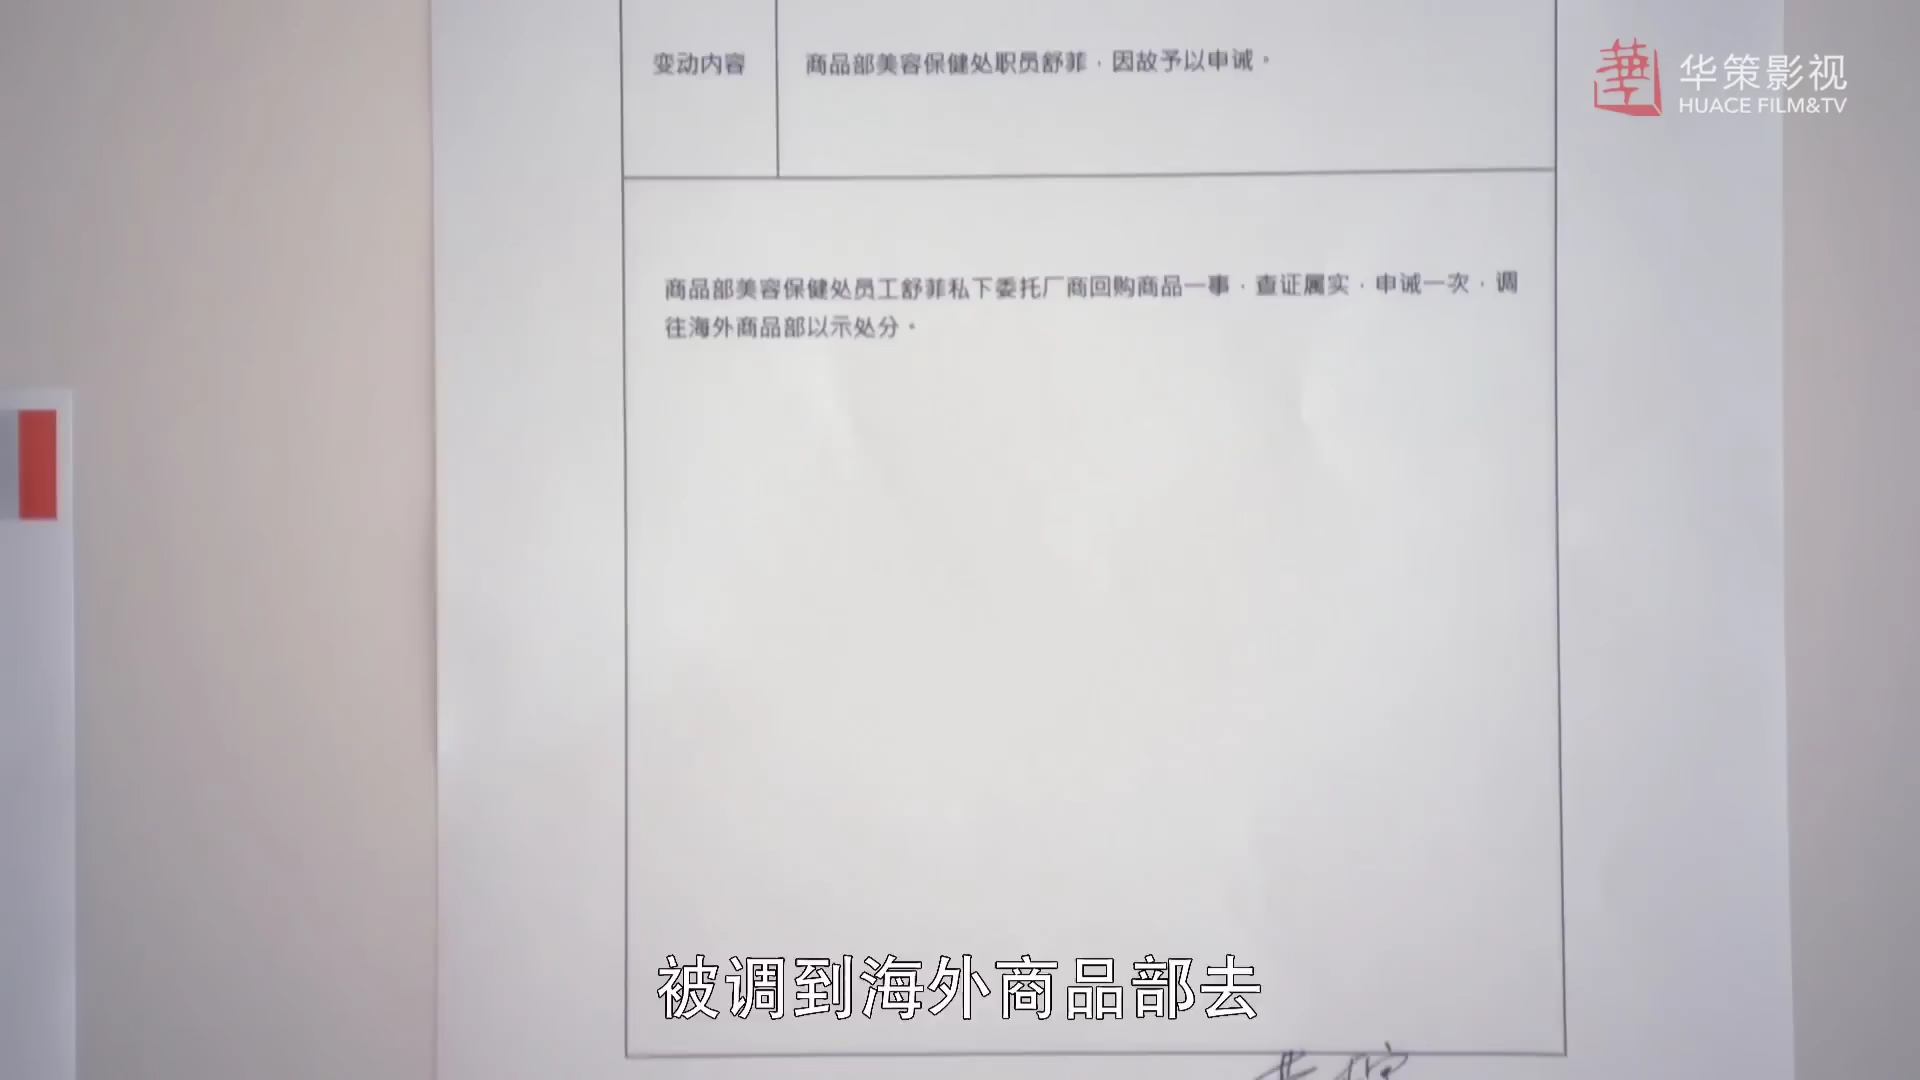 华策影视
HUACE FILM&TV
变动内容
商品部美容保健处职员舒菲，因故予以申诫。
商品部美容保健处员工舒菲私下委托厂商回购商品一事，查证属实，申诫一次，调
往海外商品部以示处分。
被调到海外商品部去